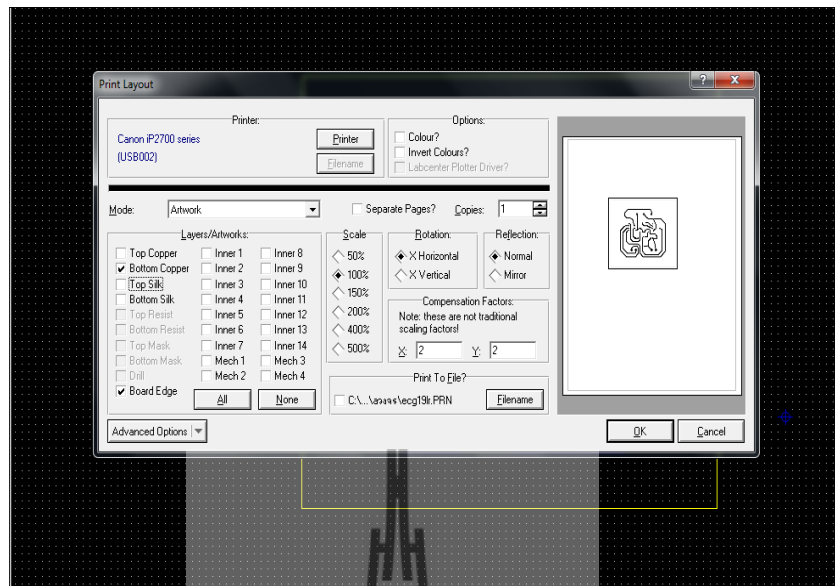 Print Layout
Printer:
Canon iP2700 series
(USB002)
Printer
Filename
Options:
Colour?
Invert Colours?
Labcenter Plotter Driver?
Mode: Artwork
Separate Pages? Copies: 1
Layers/Artworks:
Top Copper Inner 1 Inner 8
Bottom Copper Inner 2 Inner 9
Top Silk Inner 3 Inner 10
Bottom Silk Inner 4 Inner 11
Top Resist Inner 5 Inner 12
Bottom Resist Inner 6 Inner 13
Top Mask Inner 7 Inner 14
Bottom Mask Mech 1 Mech 3
Drill Mech 2 Mech 4
Board Edge All None
Scale
50%
100%
150%
200%
400%
500%
Rotation:
X Horizontal
X Vertical
Reflection:
Normal
Mirror
Compensation Factors:
Note: these are not traditional
scaling factors!
X: 2 Y: 2
Print To File?
Filename
Advanced Options
OK Cancel